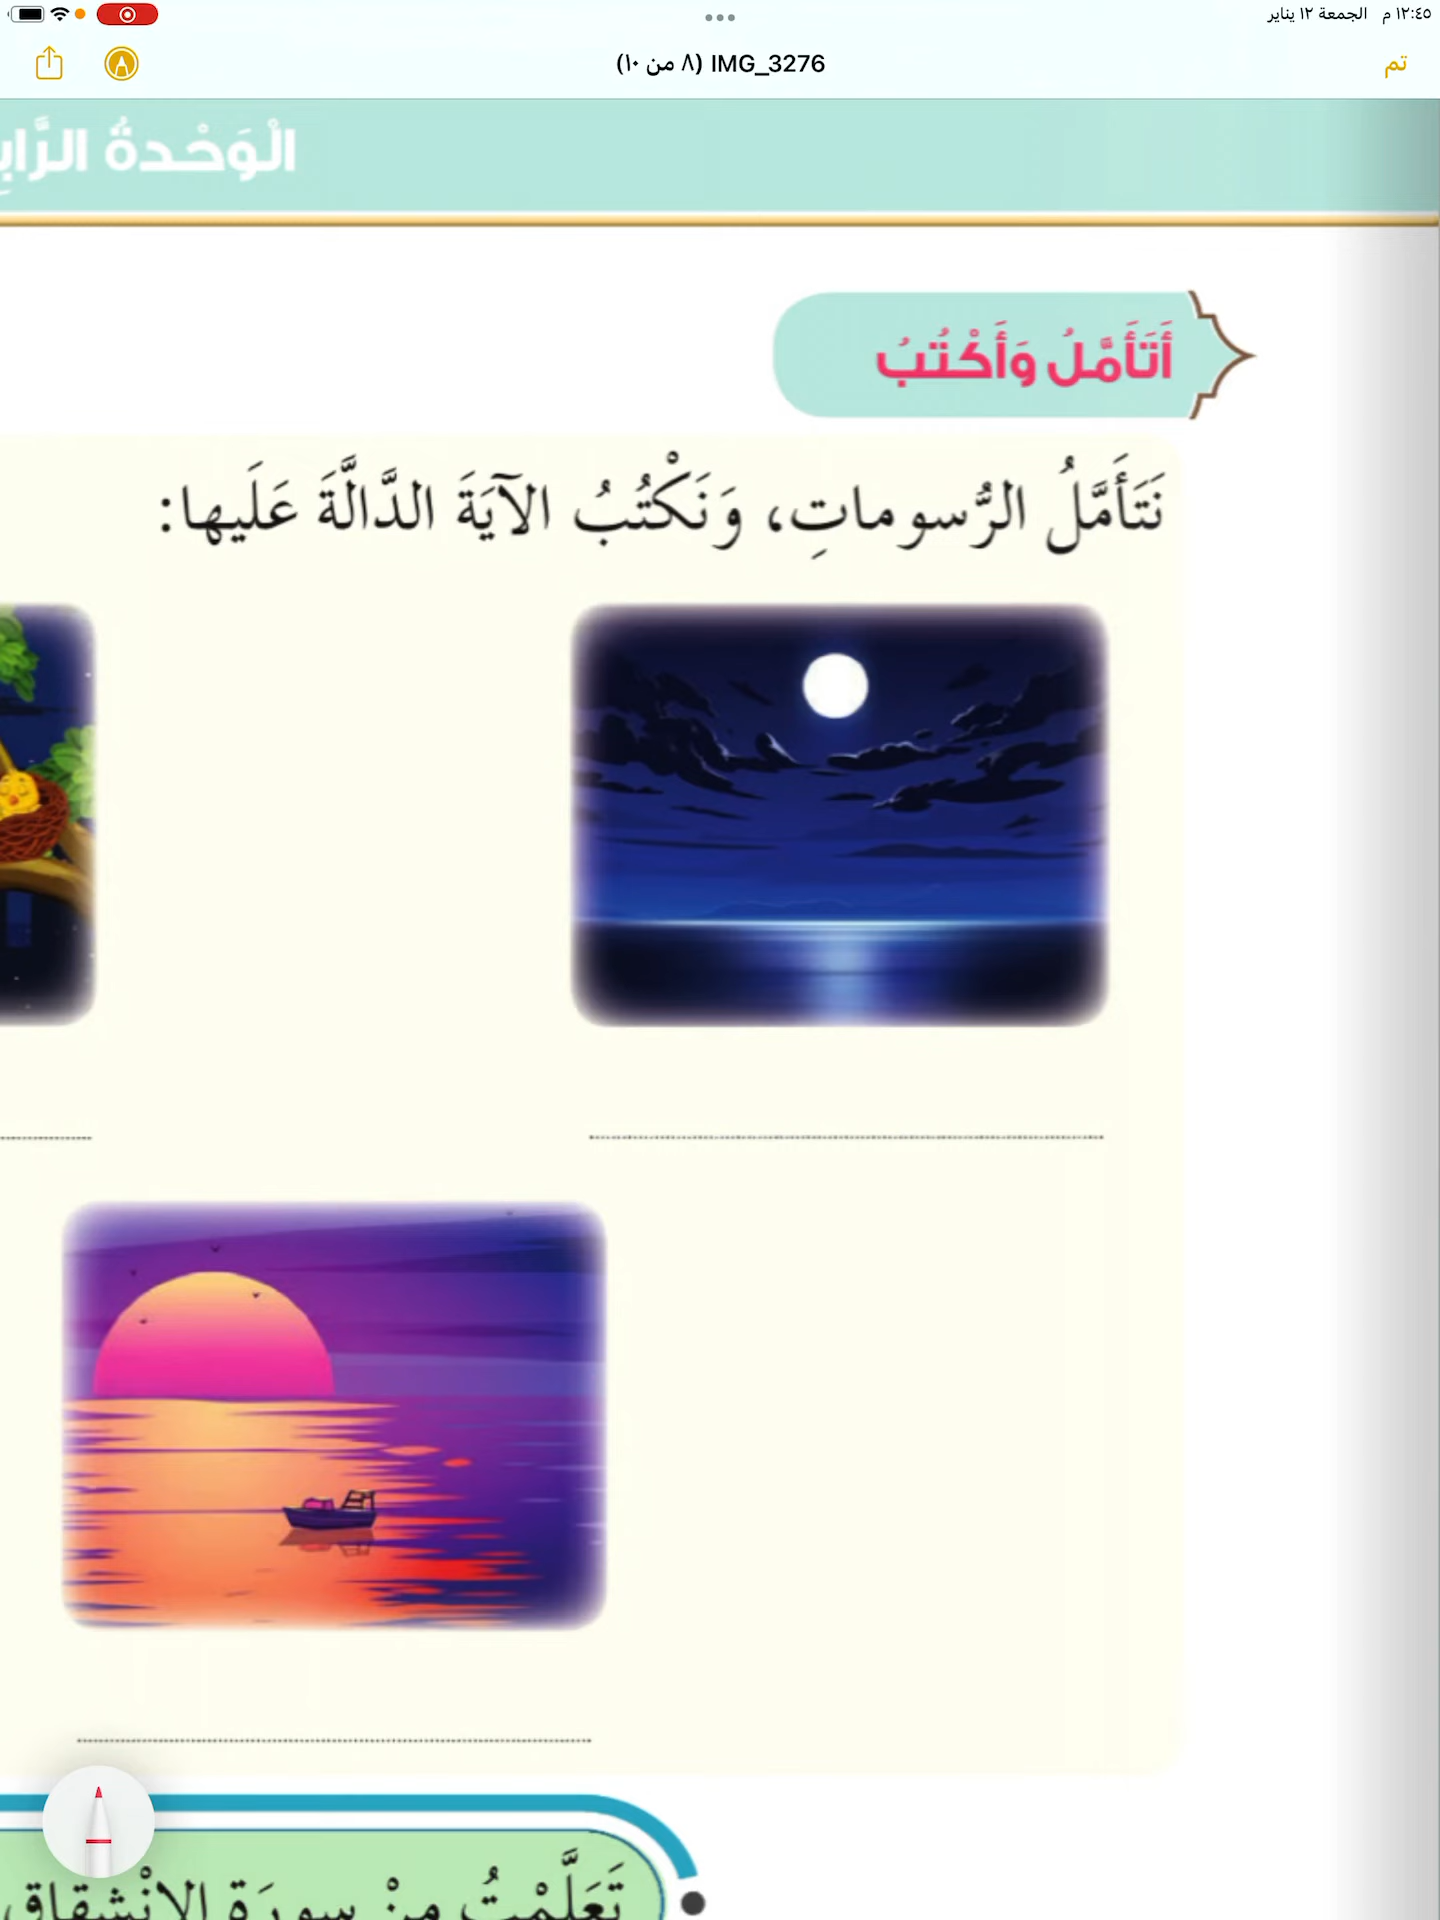 ١٢:٤٥ م الجمعة ١٢ يناير
تم
IMG_3276 (٨ من ١٠)
الْوَحْدةُ
أَتَأَمَّلُ وَأَكْتُبُ
نَتَأَمَّلُ الرُّسوماتِ، وَنَكْتُبُ الآيَةَ الدَّالَّةَ عَلَيها:
تَعَلَّمْتُ مِنْ سورَةِ الانْشِقاقِ